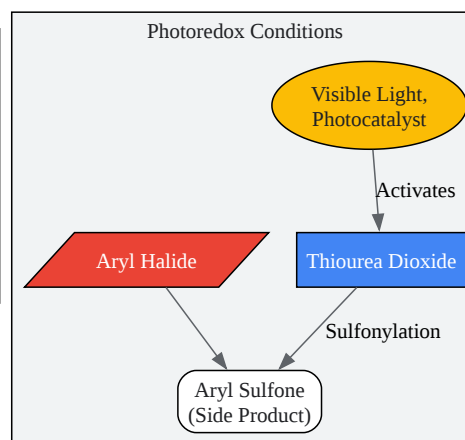 Photoredox Conditions
Visible Light,
Photocatalyst
Activates
Aryl Halide
Thiourea Dioxide
Sulfonylation
Aryl Sulfone
(Side Product)